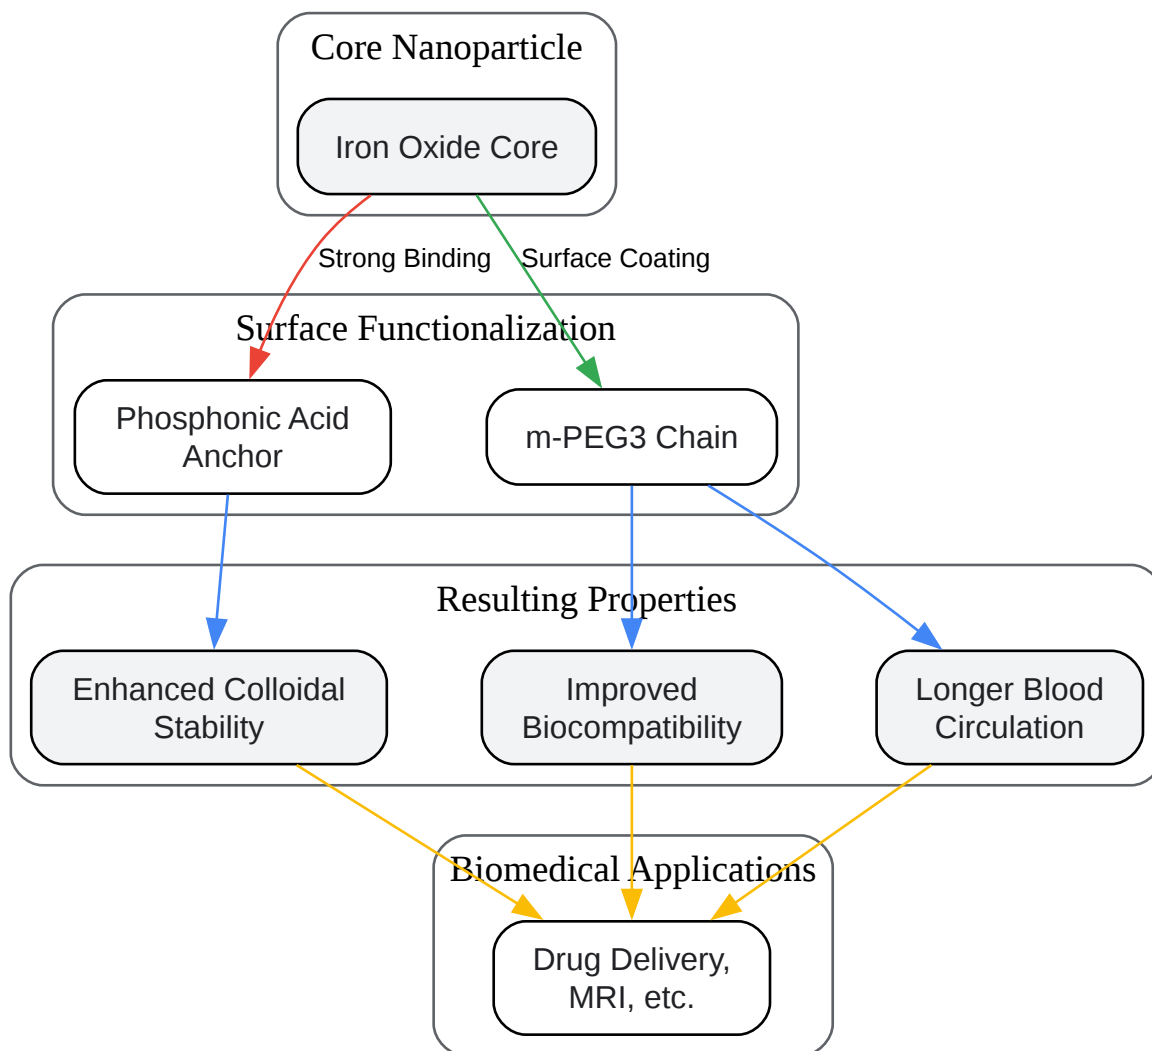 Core Nanoparticle
Iron Oxide Core
Strong Binding
Surface Coating
Surface Functionalization
Phosphonic Acid
Anchor
m-PEG3 Chain
Resulting Properties
Enhanced Colloidal
Stability
Improved
Biocompatibility
Longer Blood
Circulation
Biomedical Applications
Drug Delivery,
MRI, etc.